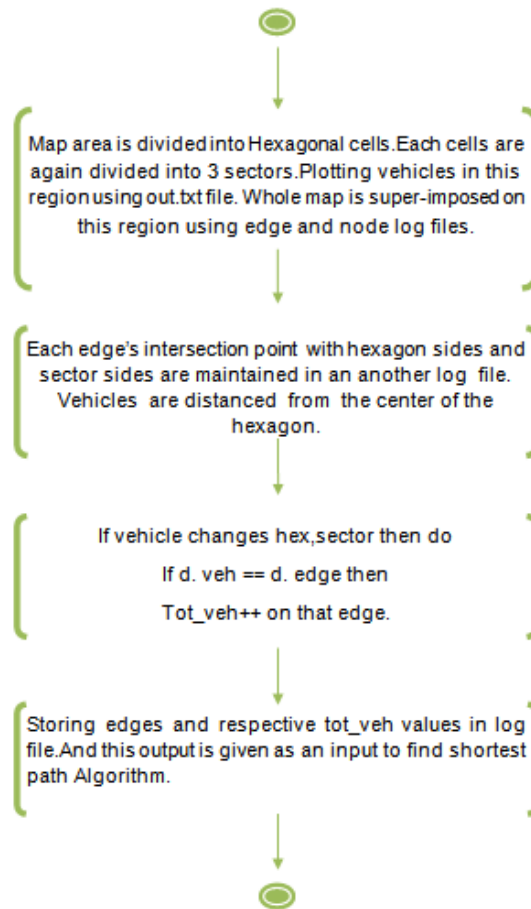 Map area is divided into Hexagonal cells.Each cells are
again divided into 3 sectors.Plotting vehicles in this
region using out.txt file. Whole map is super-imposed on
this region using edge and node log files.
Each edge's intersection point with hexagon sides and
sector sides are maintained in an another log file.
Vehicles are distanced from the center of the
hexagon.
If vehicle changes hex,sector then do
If d. veh == d. edge then
Tot_veh++ on that edge.
Storing edges and respective tot_veh values in log
file.And this output is given as an input to find shortest
path Algorithm.